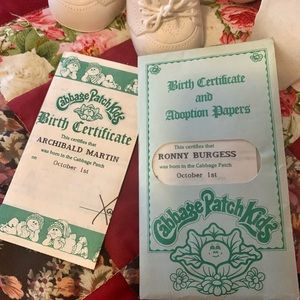 Cabbage Patch Kids
Birth Certificate
This certifies that
ARCHIBALD MARTIN
was born in the Cabbage Patch
on October 1st
Birth Certificate
and
Adoption Papers
This certifies that
RONNY BURGESS
was born in the Cabbage Patch
October 1st
Cabbage Patch Kids